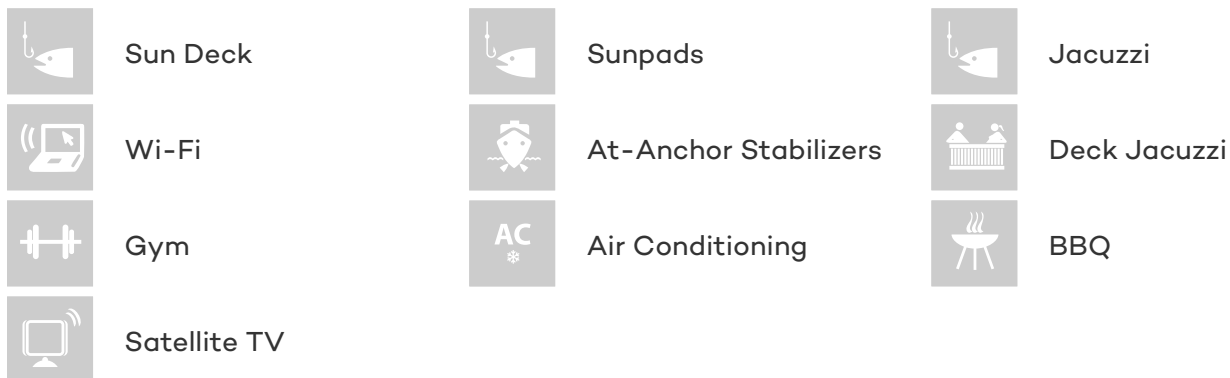 Sun Deck
Sunpads
Jacuzzi
Wi-Fi
At-Anchor Stabilizers
Deck Jacuzzi
Gym
AC
Air Conditioning
BBQ
Satellite TV